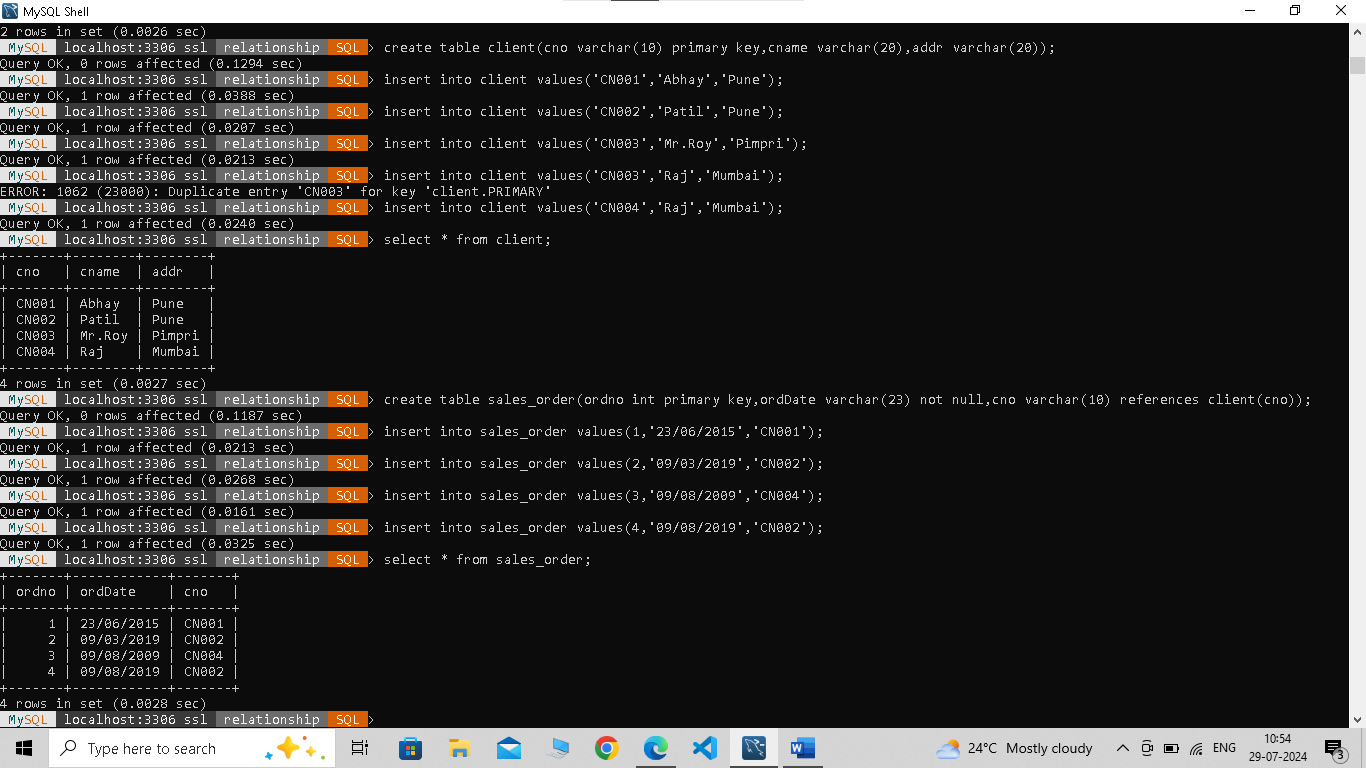 MySQL Shell
2 rows in set (0.0026 sec)
MySQL localhost:3306 ssl relationship SQL > create table client(cno varchar(10) primary key,cname varchar(20),addr varchar(20));
Query OK, 0 rows affected (0.1294 sec)
MySQL localhost:3306 ssl relationship SQL > insert into client values('CN001','Abhay','Pune');
Query OK, 1 row affected (0.0388 sec)
MySQL localhost:3306 ssl relationship SQL > insert into client values('CN002','Patil','Pune');
Query OK, 1 row affected (0.0207 sec)
MySQL localhost:3306 ssl relationship SQL > insert into client values('CN003','Mr.Roy','Pimpri');
Query OK, 1 row affected (0.0213 sec)
MySQL localhost:3306 ssl relationship SQL > insert into client values('CN003','Raj','Mumbai');
ERROR: 1062 (23000): Duplicate entry 'CN003' for key 'client.PRIMARY'
MySQL localhost:3306 ssl relationship SQL > insert into client values('CN004','Raj','Mumbai');
Query OK, 1 row affected (0.0240 sec)
MySQL localhost:3306 ssl relationship SQL > select * from client;
+-------+--------+--------+
| cno   | cname  | addr   |
+-------+--------+--------+
| CN001 | Abhay  | Pune   |
| CN002 | Patil  | Pune   |
| CN003 | Mr.Roy | Pimpri |
| CN004 | Raj    | Mumbai |
+-------+--------+--------+
4 rows in set (0.0027 sec)
MySQL localhost:3306 ssl relationship SQL > create table sales_order(ordno int primary key,ordDate varchar(23) not null,cno varchar(10) references client(cno));
Query OK, 0 rows affected (0.1187 sec)
MySQL localhost:3306 ssl relationship SQL > insert into sales_order values(1,'23/06/2015','CN001');
Query OK, 1 row affected (0.0213 sec)
MySQL localhost:3306 ssl relationship SQL > insert into sales_order values(2,'09/03/2019','CN002');
Query OK, 1 row affected (0.0268 sec)
MySQL localhost:3306 ssl relationship SQL > insert into sales_order values(3,'09/08/2009','CN004');
Query OK, 1 row affected (0.0161 sec)
MySQL localhost:3306 ssl relationship SQL > insert into sales_order values(4,'09/08/2019','CN002');
Query OK, 1 row affected (0.0325 sec)
MySQL localhost:3306 ssl relationship SQL > select * from sales_order;
+-------+------------+-------+
| ordno | ordDate    | cno   |
+-------+------------+-------+
|     1 | 23/06/2015 | CN001 |
|     2 | 09/03/2019 | CN002 |
|     3 | 09/08/2009 | CN004 |
|     4 | 09/08/2019 | CN002 |
+-------+------------+-------+
4 rows in set (0.0028 sec)
MySQL localhost:3306 ssl relationship SQL >
Type here to search
24°C Mostly cloudy
ENG
10:54
29-07-2024
3